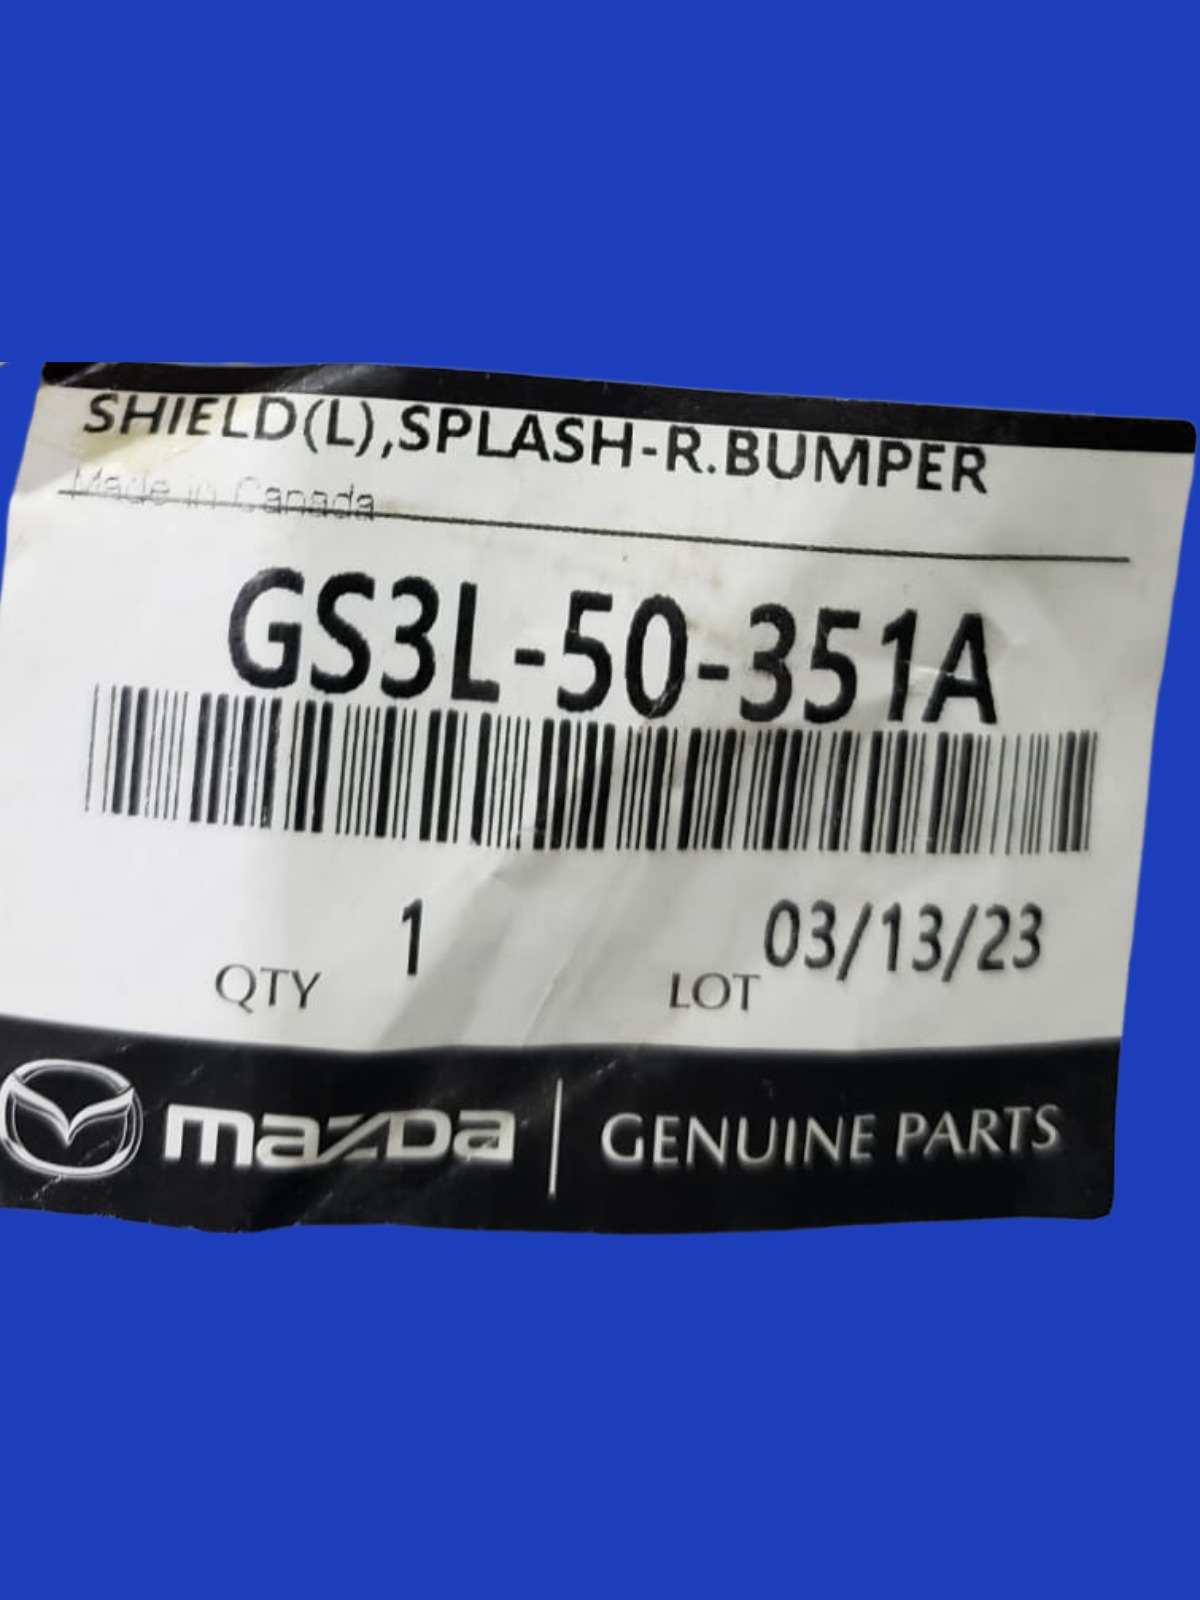 SHIELD(L),SPLASH-R.BUMPER
Made in Canada
GS3L-50-351A
QTY 1 LOT 03/13/23
mazda | GENUINE PARTS